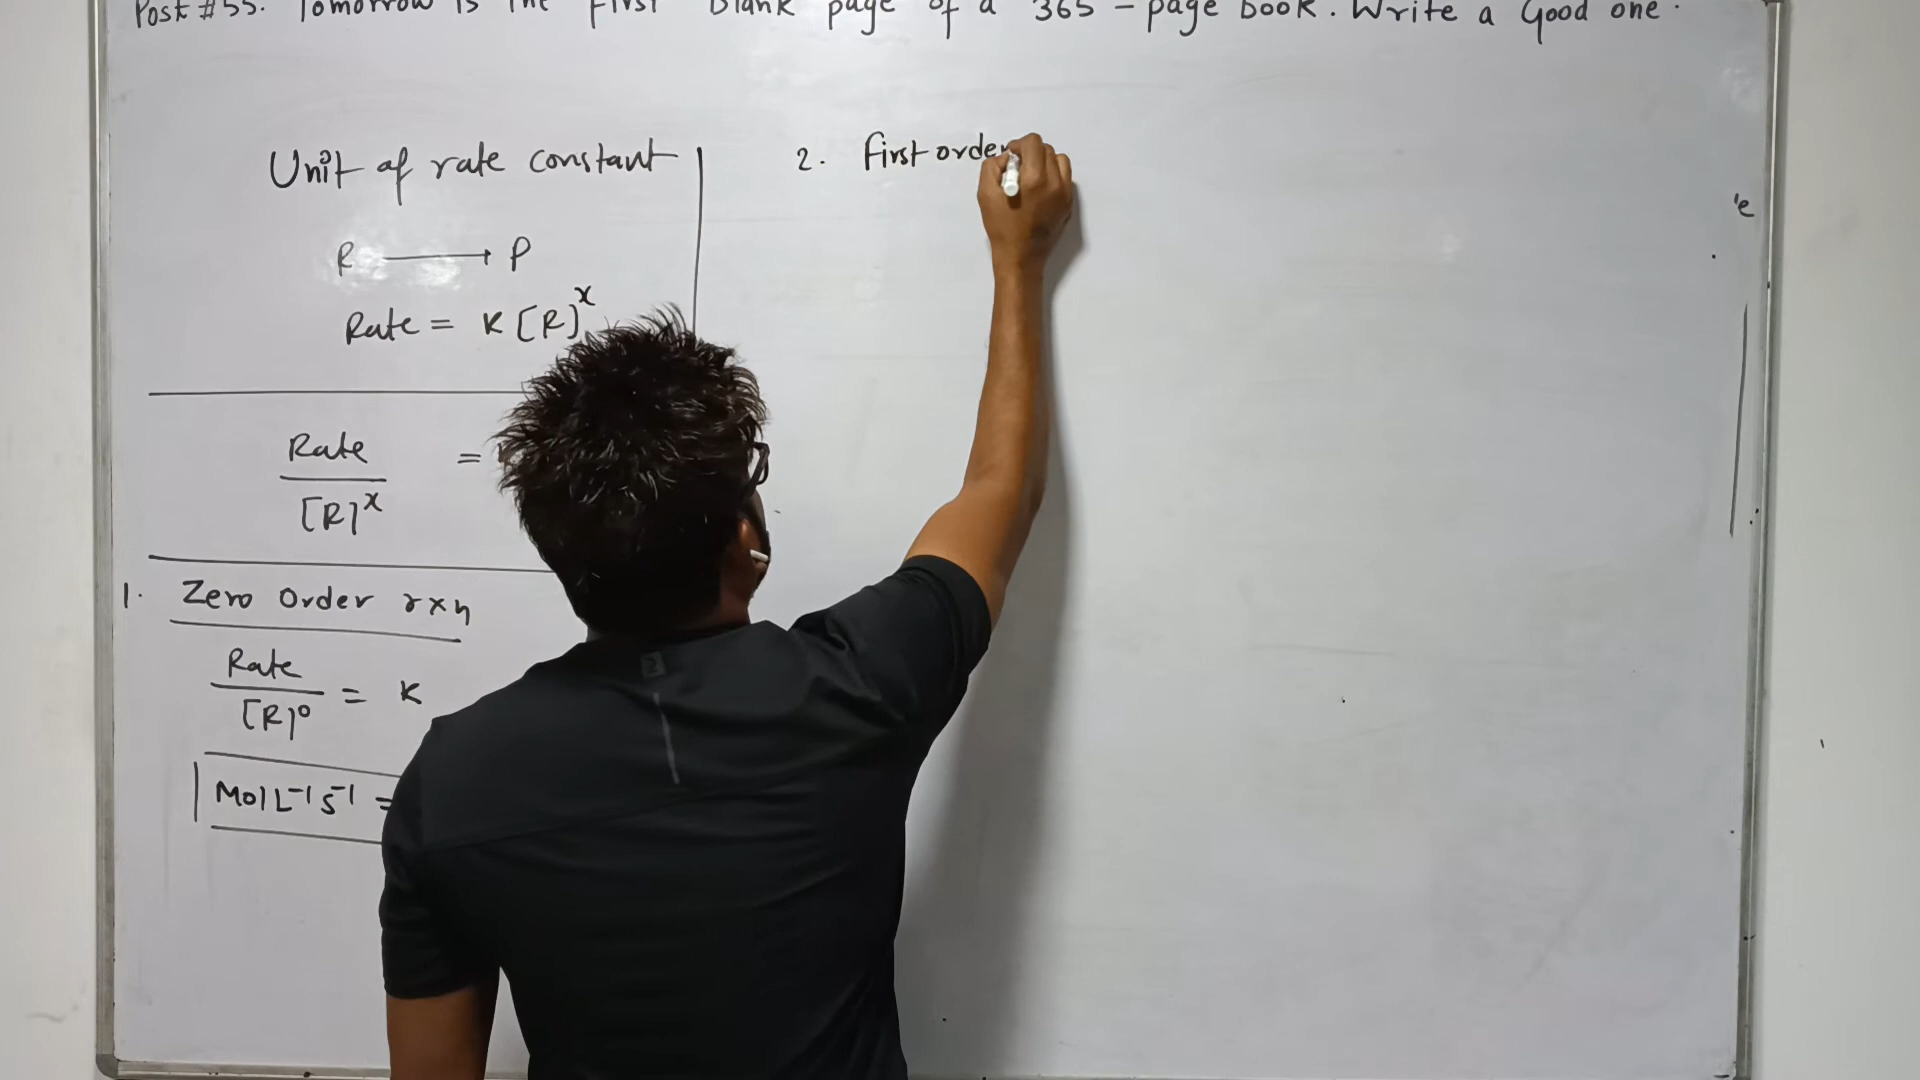 Post #55. Tomorrow is the First blank page of a 365-page book. Write a Good one.
Unit of rate constant
R ⟶ P
Rate = K [R]^x
Rate
=
[R]^x
1. Zero Order rxn
Rate
= K
[R]^0
Mol L^-1 S^-1 =
2. First order